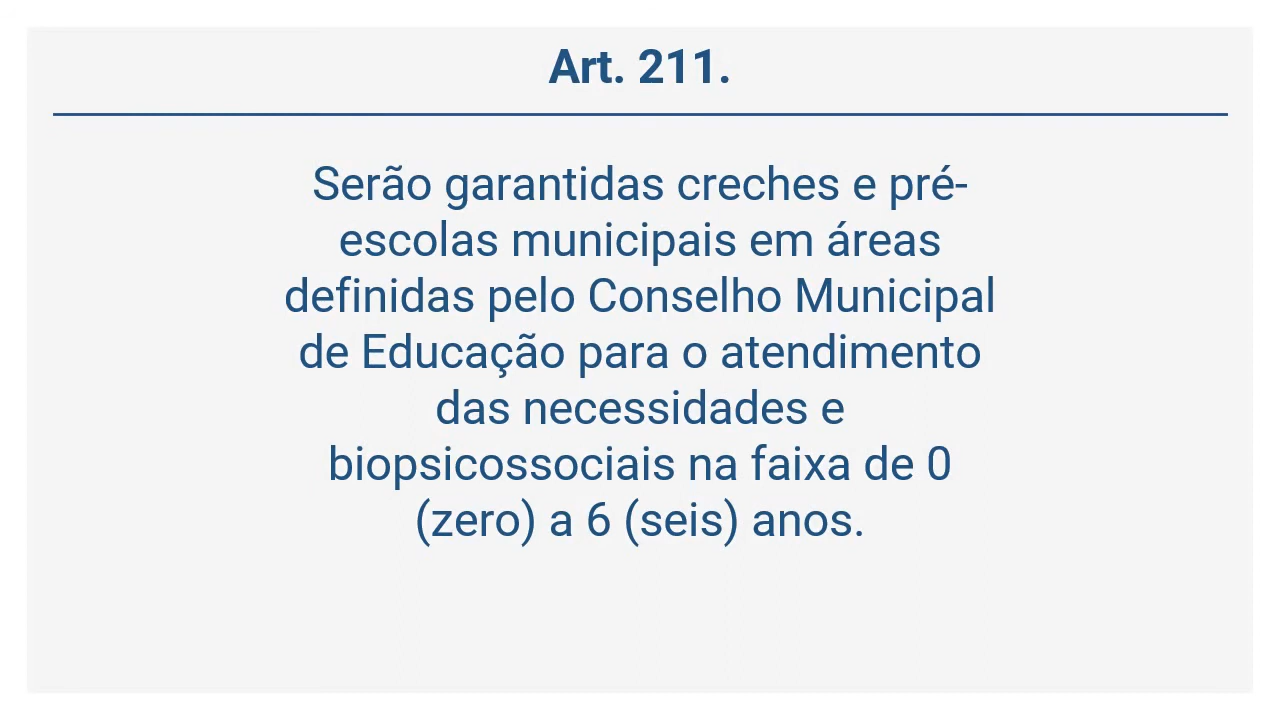 Art. 211.
Serão garantidas creches e pré-
escolas municipais em áreas
definidas pelo Conselho Municipal
de Educação para o atendimento
das necessidades e
biopsicossociais na faixa de 0
(zero) a 6 (seis) anos.